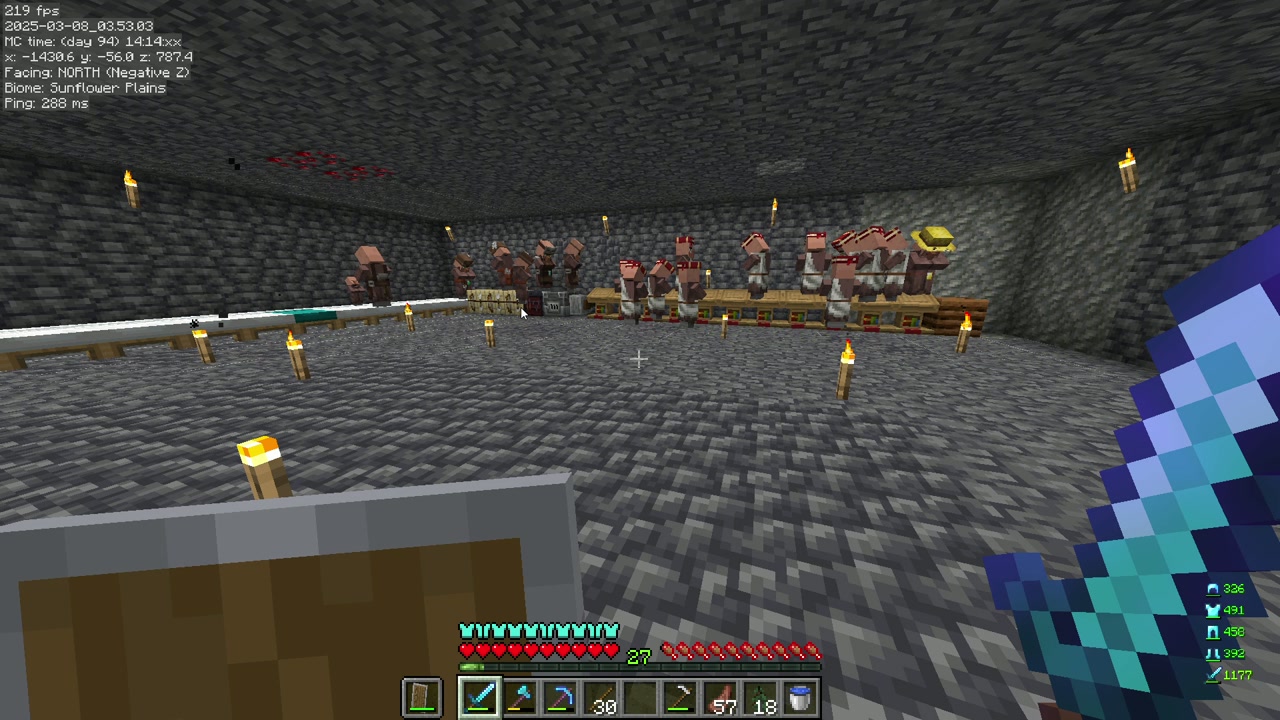 219 fps
2025-03-08_03.53.03
MC time: (day 94) 14:14:xx
x: -1430.6 y: -56.0 z: 787.4
Facing: NORTH (Negative Z)
Biome: Sunflower Plains
Ping: 288 ms
336
491
458
392
1177
27
30
57
18